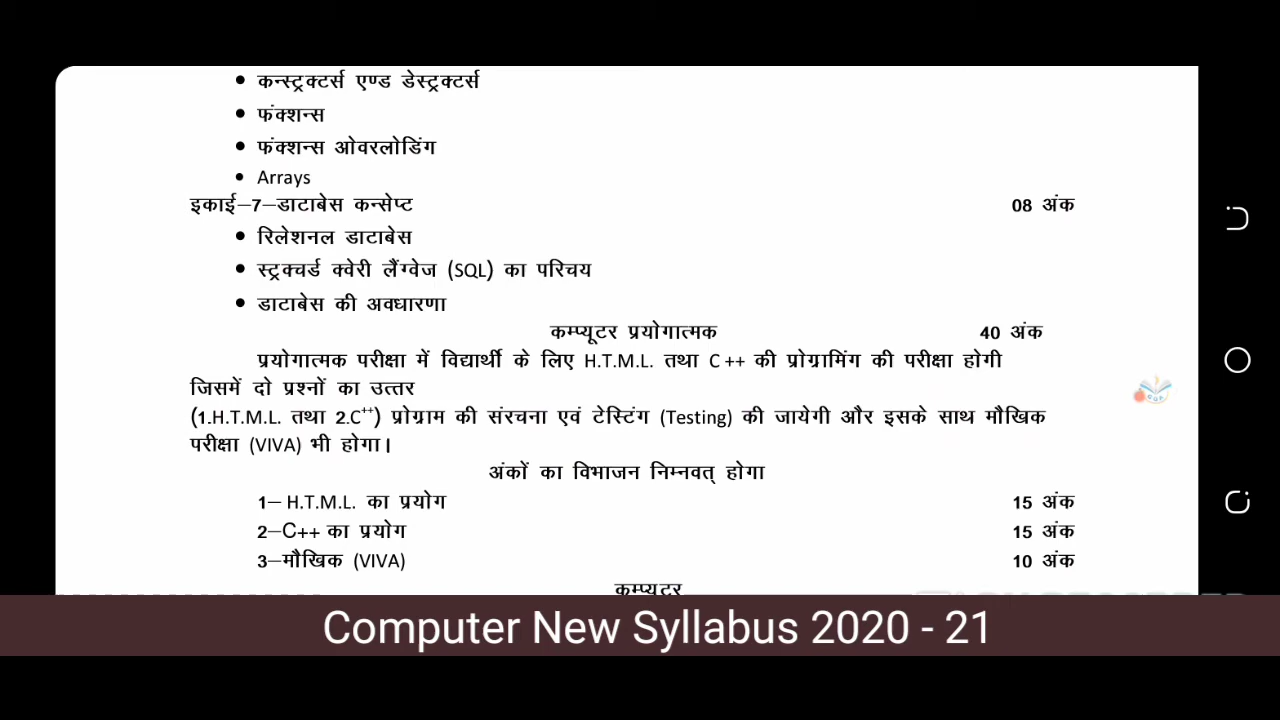 • कन्स्ट्रक्टर्स एण्ड डेस्ट्रक्टर्स
• फंक्शन्स
• फंक्शन्स ओवरलोडिंग
• Arrays
इकाई–7–डाटाबेस कन्सेप्ट 08 अंक
• रिलेशनल डाटाबेस
• स्ट्रक्चर्ड क्वेरी लैंग्वेज (SQL) का परिचय
• डाटाबेस की अवधारणा
कम्प्यूटर प्रयोगात्मक 40 अंक
प्रयोगात्मक परीक्षा में विद्यार्थी के लिए H.T.M.L. तथा C ++ की प्रोग्रामिंग की परीक्षा होगी
जिसमें दो प्रश्नों का उत्तर
(1.H.T.M.L. तथा 2.C++) प्रोग्राम की संरचना एवं टेस्टिंग (Testing) की जायेगी और इसके साथ मौखिक
परीक्षा (VIVA) भी होगा।
अंकों का विभाजन निम्नवत् होगा
1– H.T.M.L. का प्रयोग 15 अंक
2–C++ का प्रयोग 15 अंक
3–मौखिक (VIVA) 10 अंक
कम्प्यूटर
Computer New Syllabus 2020 - 21